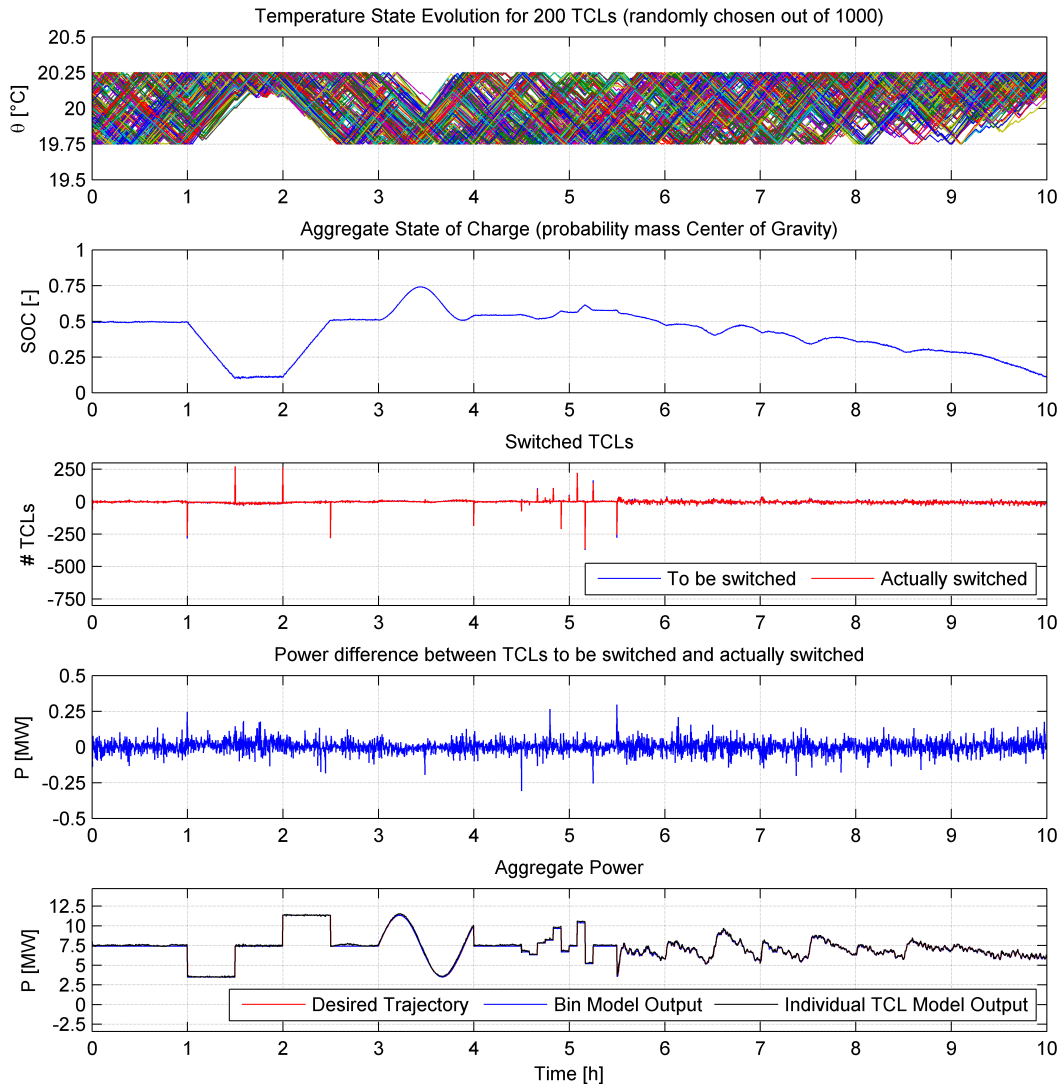 Temperature State Evolution for 200 TCLs (randomly chosen out of 1000)
20.5
20.25
20
19.75
19.5
θ [°C]
0 1 2 3 4 5 6 7 8 9 10
Aggregate State of Charge (probability mass Center of Gravity)
1
0.75
0.5
0.25
0
SOC [-]
0 1 2 3 4 5 6 7 8 9 10
Switched TCLs
250
0
-250
-500
-750
# TCLs
To be switched Actually switched
0 1 2 3 4 5 6 7 8 9 10
Power difference between TCLs to be switched and actually switched
0.5
0.25
0
-0.25
-0.5
P [MW]
0 1 2 3 4 5 6 7 8 9 10
Aggregate Power
12.5
10
7.5
5
2.5
0
-2.5
P [MW]
Desired Trajectory Bin Model Output Individual TCL Model Output
0 1 2 3 4 5 6 7 8 9 10
Time [h]